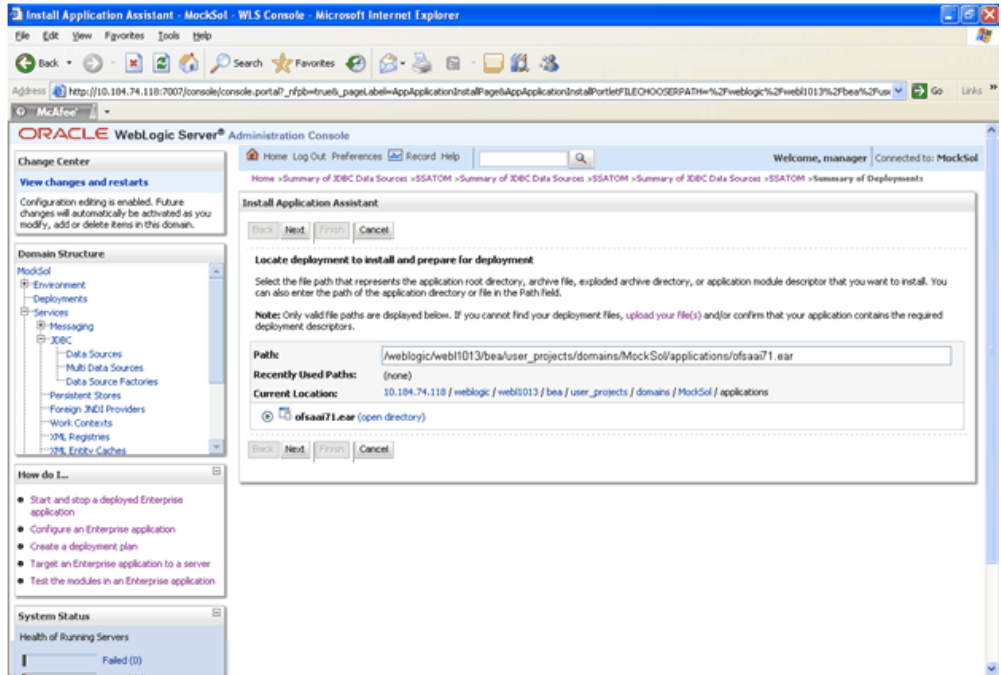 Install Application Assistant - MockSol - WLS Console - Microsoft Internet Explorer
File Edit View Favorites Tools Help
Back Search Favorites
Address http://10.184.74.118:7007/console/console.portal?_nfpb=true&_pageLabel=AppApplicationInstallPage&AppApplicationInstallPortletFILECHOOSERPATH=%2Fweblogic%2Fwebl1013%2Fbea%2Fuse Go Links »
McAfee
ORACLE WebLogic Server® Administration Console
Change Center
View changes and restarts
Configuration editing is enabled. Future
changes will automatically be activated as you
modify, add or delete items in this domain.
Domain Structure
MockSol
Environment
Deployments
Services
Messaging
JDBC
Data Sources
Multi Data Sources
Data Source Factories
Persistent Stores
Foreign JNDI Providers
Work Contexts
XML Registries
XML Entity Caches
How do I...
Start and stop a deployed Enterprise
application
Configure an Enterprise application
Create a deployment plan
Target an Enterprise application to a server
Test the modules in an Enterprise application
System Status
Health of Running Servers
Failed (0)
Home Log Out Preferences Record Help
Welcome, manager Connected to: MockSol
Home >Summary of JDBC Data Sources >SSATOM >Summary of JDBC Data Sources >SSATOM >Summary of JDBC Data Sources >SSATOM >Summary of Deployments
Install Application Assistant
Back Next Finish Cancel
Locate deployment to install and prepare for deployment
Select the file path that represents the application root directory, archive file, exploded archive directory, or application module descriptor that you want to install. You
can also enter the path of the application directory or file in the Path field.
Note: Only valid file paths are displayed below. If you cannot find your deployment files, upload your file(s) and/or confirm that your application contains the required
deployment descriptors.
Path: /weblogic/webl1013/bea/user_projects/domains/MockSol/applications/ofsaai71.ear
Recently Used Paths: (none)
Current Location: 10.184.74.118 / weblogic / webl1013 / bea / user_projects / domains / MockSol / applications
ofsaai71.ear (open directory)
Back Next Finish Cancel